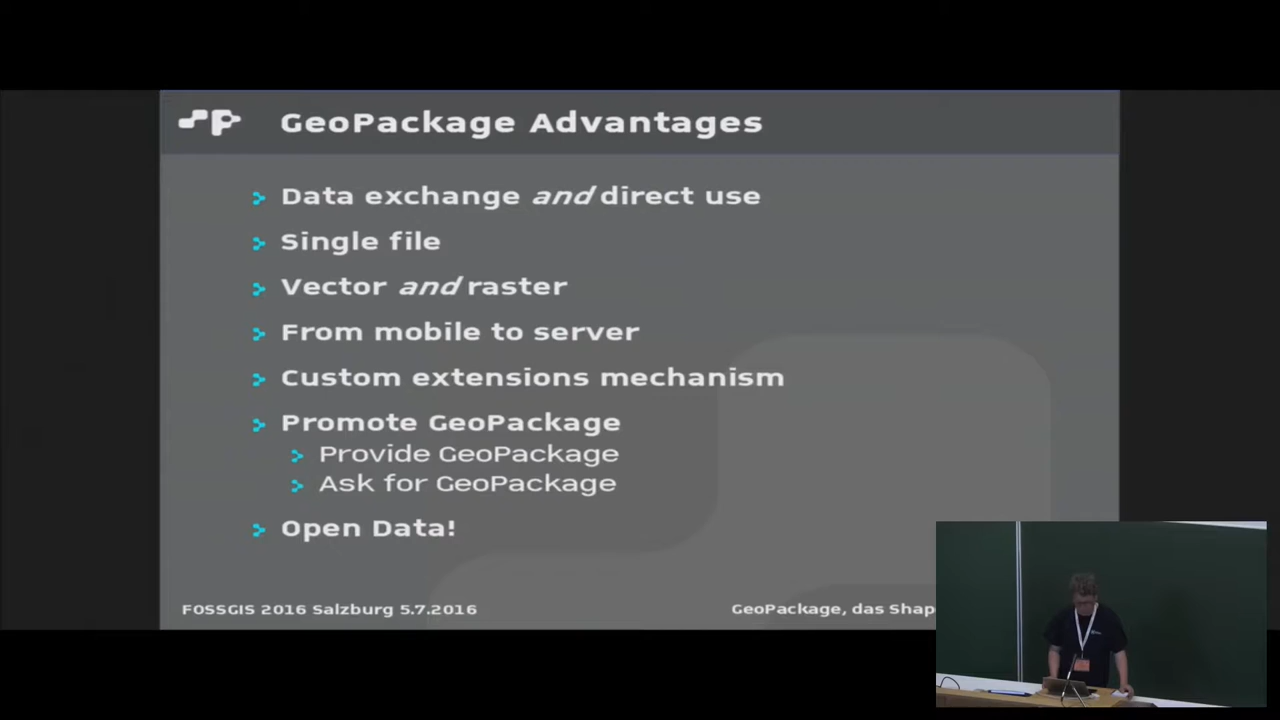 GeoPackage Advantages
Data exchange and direct use
Single file
Vector and raster
From mobile to server
Custom extensions mechanism
Promote GeoPackage
Provide GeoPackage
Ask for GeoPackage
Open Data!
FOSSGIS 2016 Salzburg 5.7.2016
GeoPackage, das